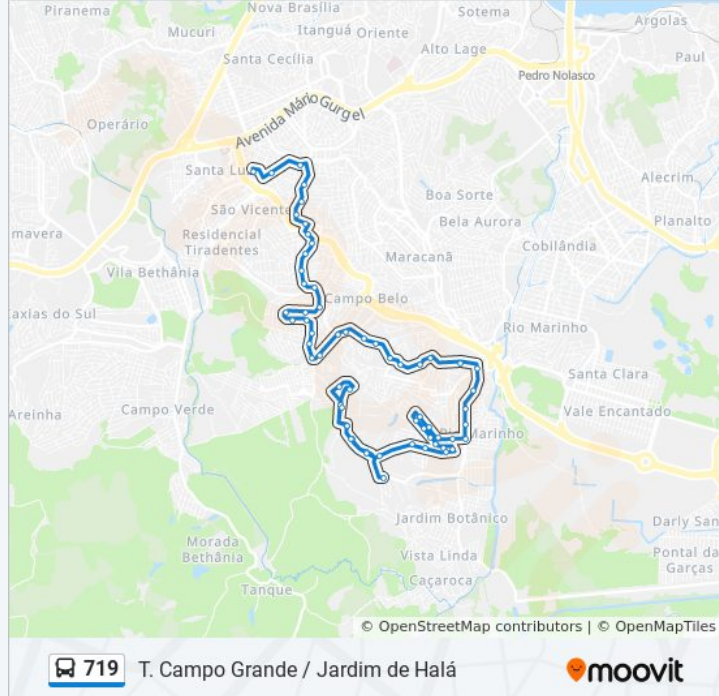 Piranema
Nova Brasília
Sotema
Argolas
Mucuri
Itanguá
Oriente
Alto Lage
Paul
Santa Cecília
Pedro Nolasco
Operário
Avenida Mário Gurgel
Santa Lu
Alecrim
Boa Sorte
São Vicente
Bela Aurora
Planalto
mavera
Residencial
Tiradentes
Cobilândia
Maracanã
Vila Bethânia
Campo Belo
axias do Sul
Rio Marinho
Santa Clara
Areinha
Campo Verde
Vale Encantado
Marinho
Jardim Botânico
Darly San
Morada
Bethânia
Vista Linda
Pontal da
Garças
Caçaroca
Tanque
© OpenStreetMap contributors | © OpenMapTiles
719 T. Campo Grande / Jardim de Halá
moovit